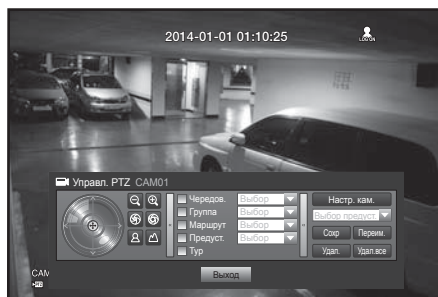 2014-01-01 01:10:25
LOG ON
Управл. PTZ CAM01
Чередов. Выбор
Настр. кам.
Группа Выбор
Выбор предуст.
Маршрут Выбор
Сохр Переим.
Предуст. Выбор
Тур
Удал. Удал.все
CAM
Выход